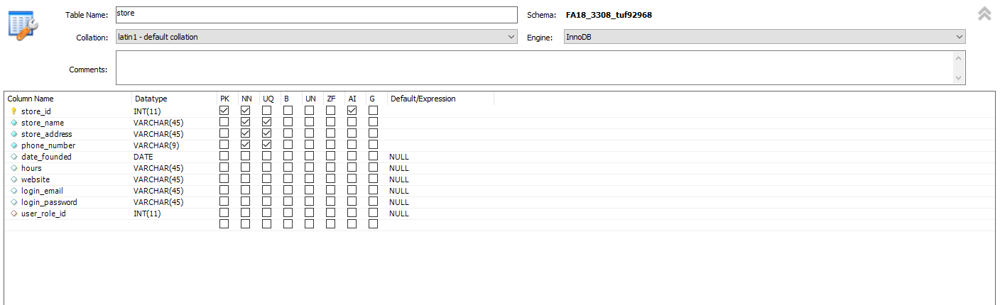 Table Name: store Schema: FA18_3308_tuf92968
Collation: latin1 - default collation Engine: InnoDB
Comments:
Column Name Datatype PK NN UQ B UN ZF AI G Default/Expression
store_id INT(11)
store_name VARCHAR(45)
store_address VARCHAR(45)
phone_number VARCHAR(9)
date_founded DATE NULL
hours VARCHAR(45) NULL
website VARCHAR(45) NULL
login_email VARCHAR(45) NULL
login_password VARCHAR(45) NULL
user_role_id INT(11) NULL